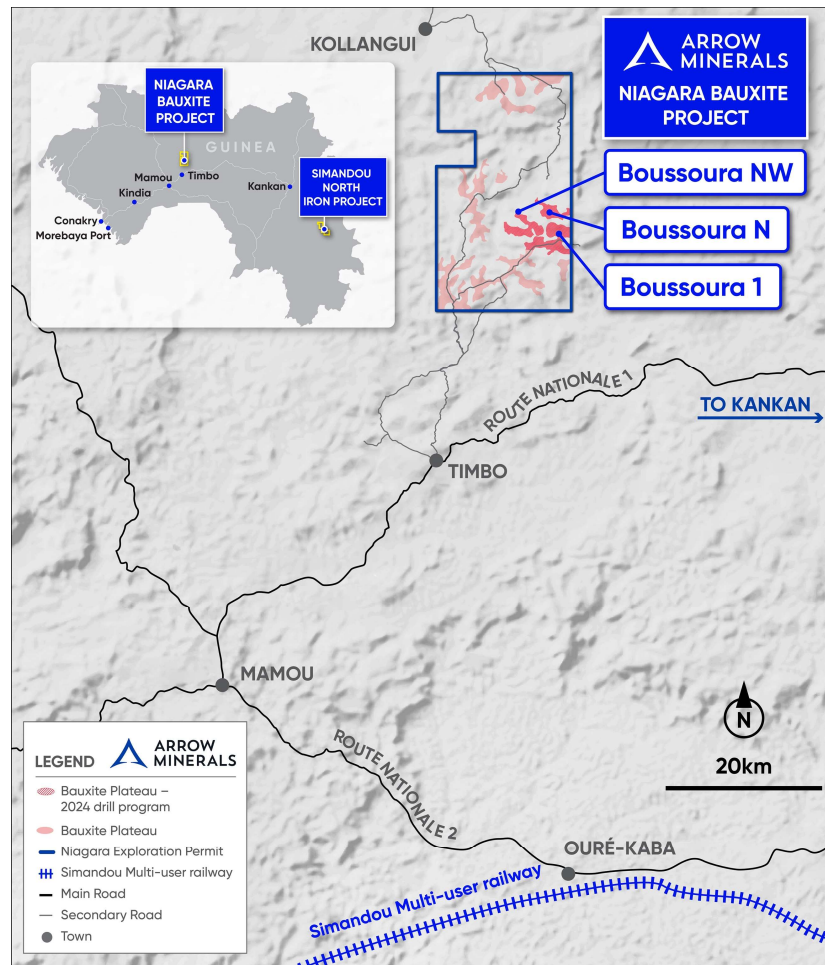 KOLLANGUI
ARROW
MINERALS
NIAGARA BAUXITE
PROJECT
NIAGARA
BAUXITE
PROJECT
GUINEA
Mamou
Timbo
Kindia
Kankan
SIMANDOU
NORTH
IRON PROJECT
Conakry
Morebaya Port
Boussoura NW
Boussoura N
Boussoura 1
ROUTE NATIONALE 1
TO KANKAN
TIMBO
MAMOU
N
20km
ROUTE NATIONALE 2
OURÉ-KABA
Simandou Multi-user railway
LEGEND
ARROW
MINERALS
Bauxite Plateau –
2024 drill program
Bauxite Plateau
Niagara Exploration Permit
Simandou Multi-user railway
Main Road
Secondary Road
Town